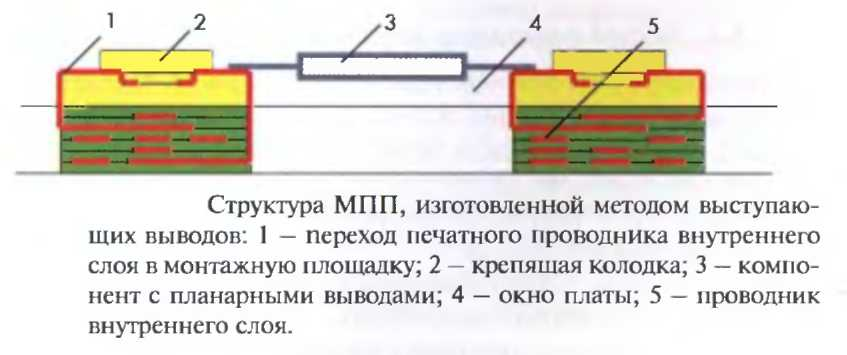 1 2 3 4 5
Структура МПП, изготовленной методом выступаю-
щих выводов: 1 – переход печатного проводника внутреннего
слоя в монтажную площадку; 2 – крепящая колодка; 3 – компо-
нент с планарными выводами; 4 – окно платы; 5 – проводник
внутреннего слоя.